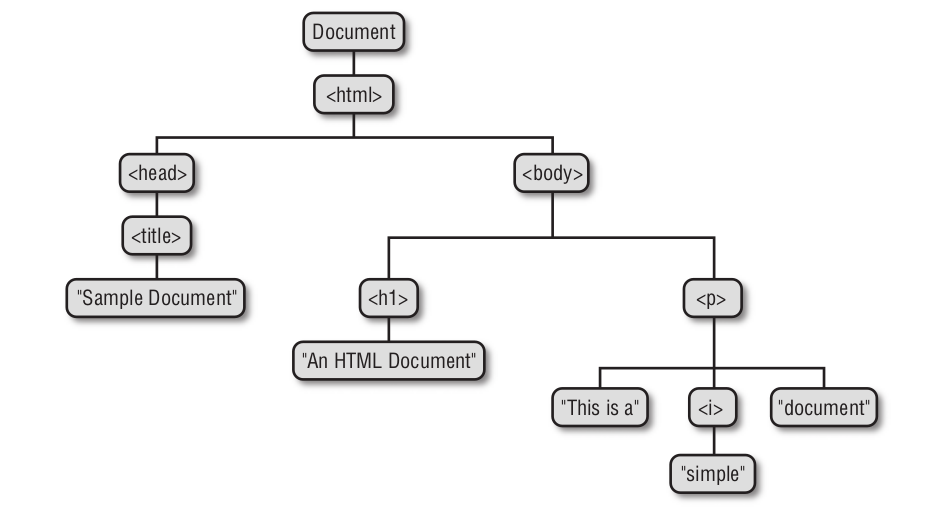 Document
<html>
<head>
<body>
<title>
"Sample Document"
<h1>
<p>
"An HTML Document"
"This is a"
<i>
"document"
"simple"